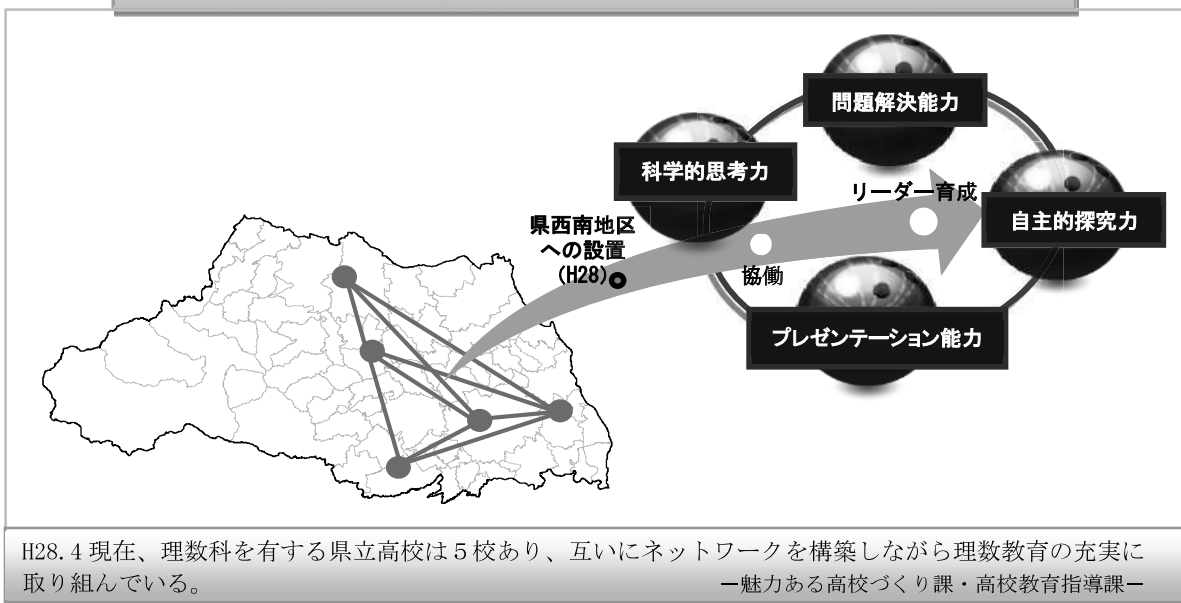 問題解決能力
科学的思考力
リーダー育成
自主的探究力
県西南地区
への設置
(H28)
協働
プレゼンテーション能力
H28.4 現在、理数科を有する県立高校は５校あり、互いにネットワークを構築しながら理数教育の充実に
取り組んでいる。 ー魅力ある高校づくり課・高校教育指導課ー